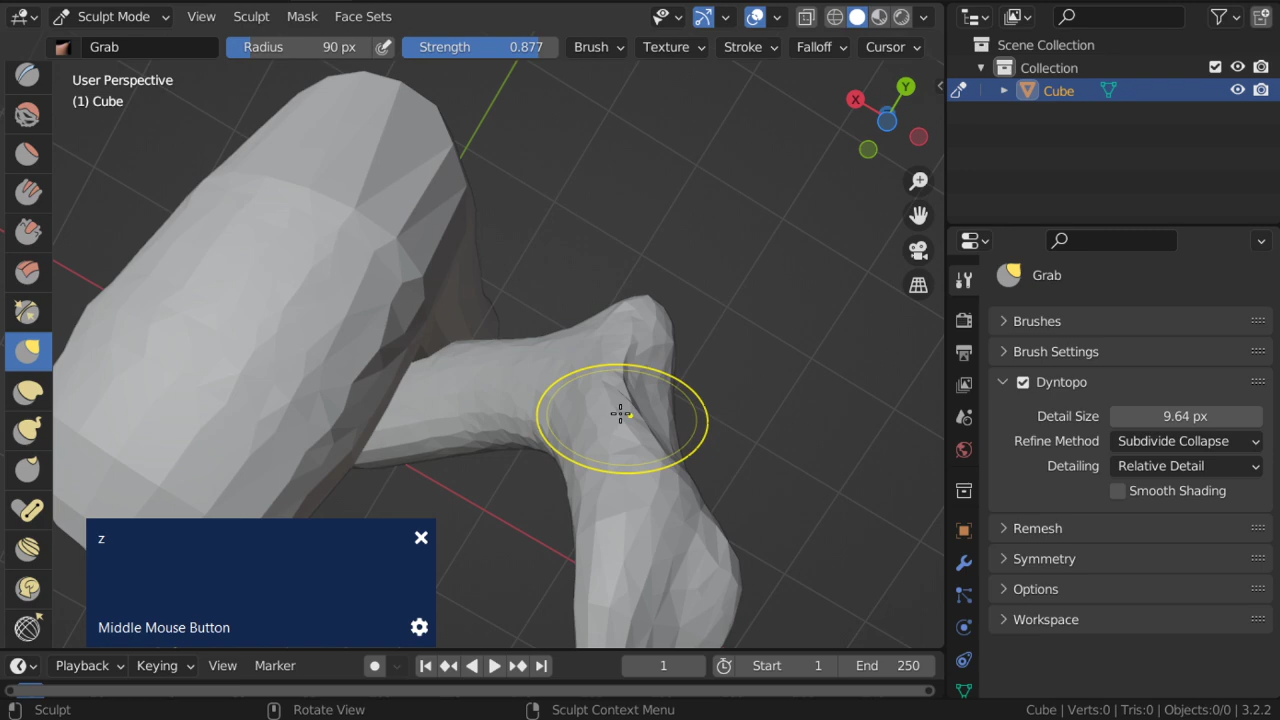 Sculpt Mode View Sculpt Mask Face Sets
Grab Radius 90 px Strength 0.877 Brush Texture Stroke Falloff Cursor
User Perspective
(1) Cube
X Y
Scene Collection
Collection
Cube
Grab
Brushes
Brush Settings
Dyntopo
Detail Size 9.64 px
Refine Method Subdivide Collapse
Detailing Relative Detail
Smooth Shading
Remesh
Symmetry
Options
Workspace
z
Middle Mouse Button
Playback Keying View Marker 1 Start 1 End 250
Sculpt Rotate View Sculpt Context Menu Cube | Verts:0 | Tris:0 | Objects:0/0 | 3.2.2